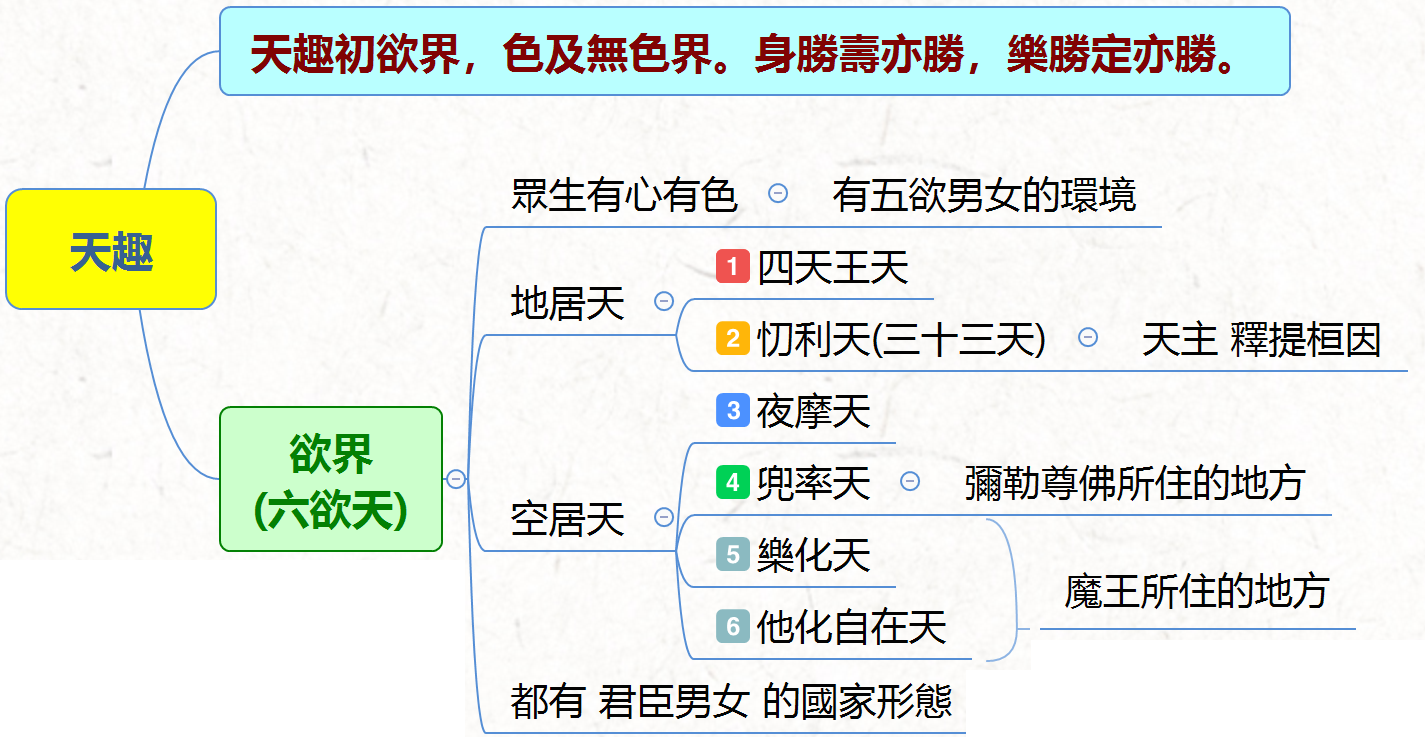 天趣初欲界，色及無色界。身勝壽亦勝，樂勝定亦勝。
天趣
欲界
(六欲天)
眾生有心有色 有五欲男女的環境
地居天
1 四天王天
2 忉利天(三十三天) 天主 釋提桓因
空居天
3 夜摩天
4 兜率天 彌勒尊佛所住的地方
5 樂化天
6 他化自在天
魔王所住的地方
都有 君臣男女 的國家形態